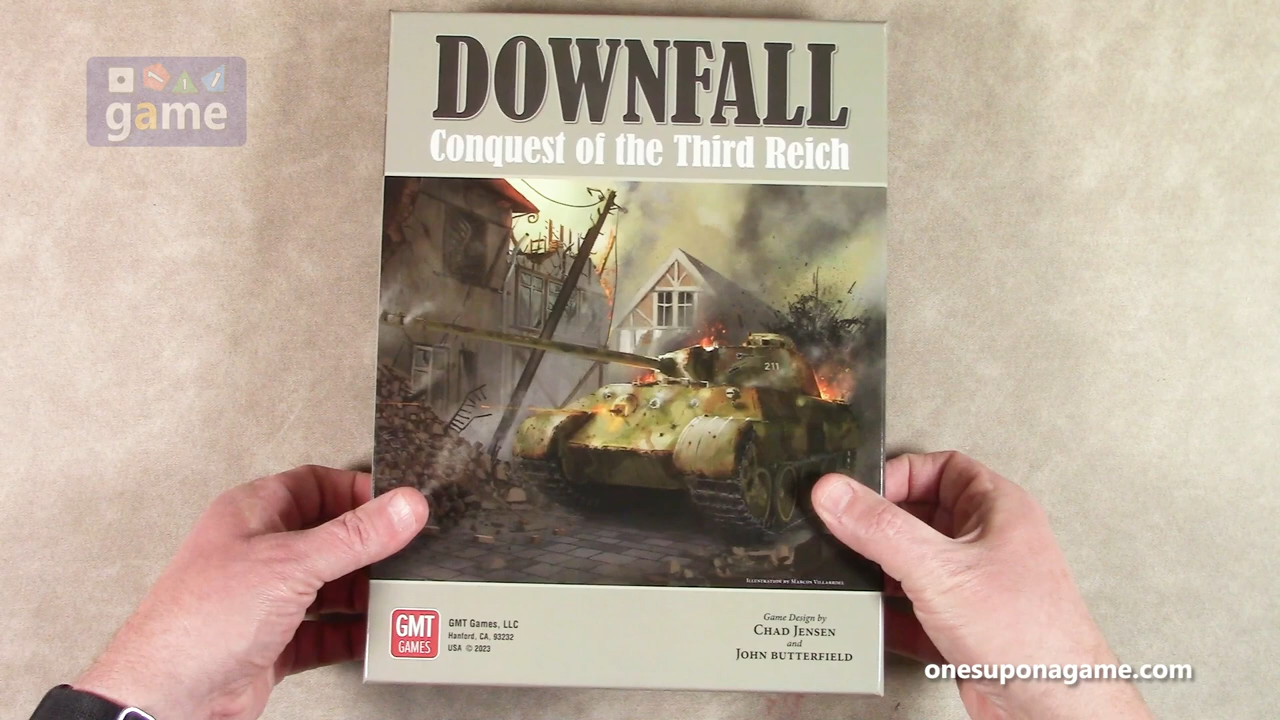 game
DOWNFALL
Conquest of the Third Reich
211
ILLUSTRATION BY MARCOS VILLARROEL
GMT
GAMES
GMT Games, LLC
Hanford, CA, 93232
USA © 2023
Game Design by
CHAD JENSEN
and
JOHN BUTTERFIELD
onesuponagame.com